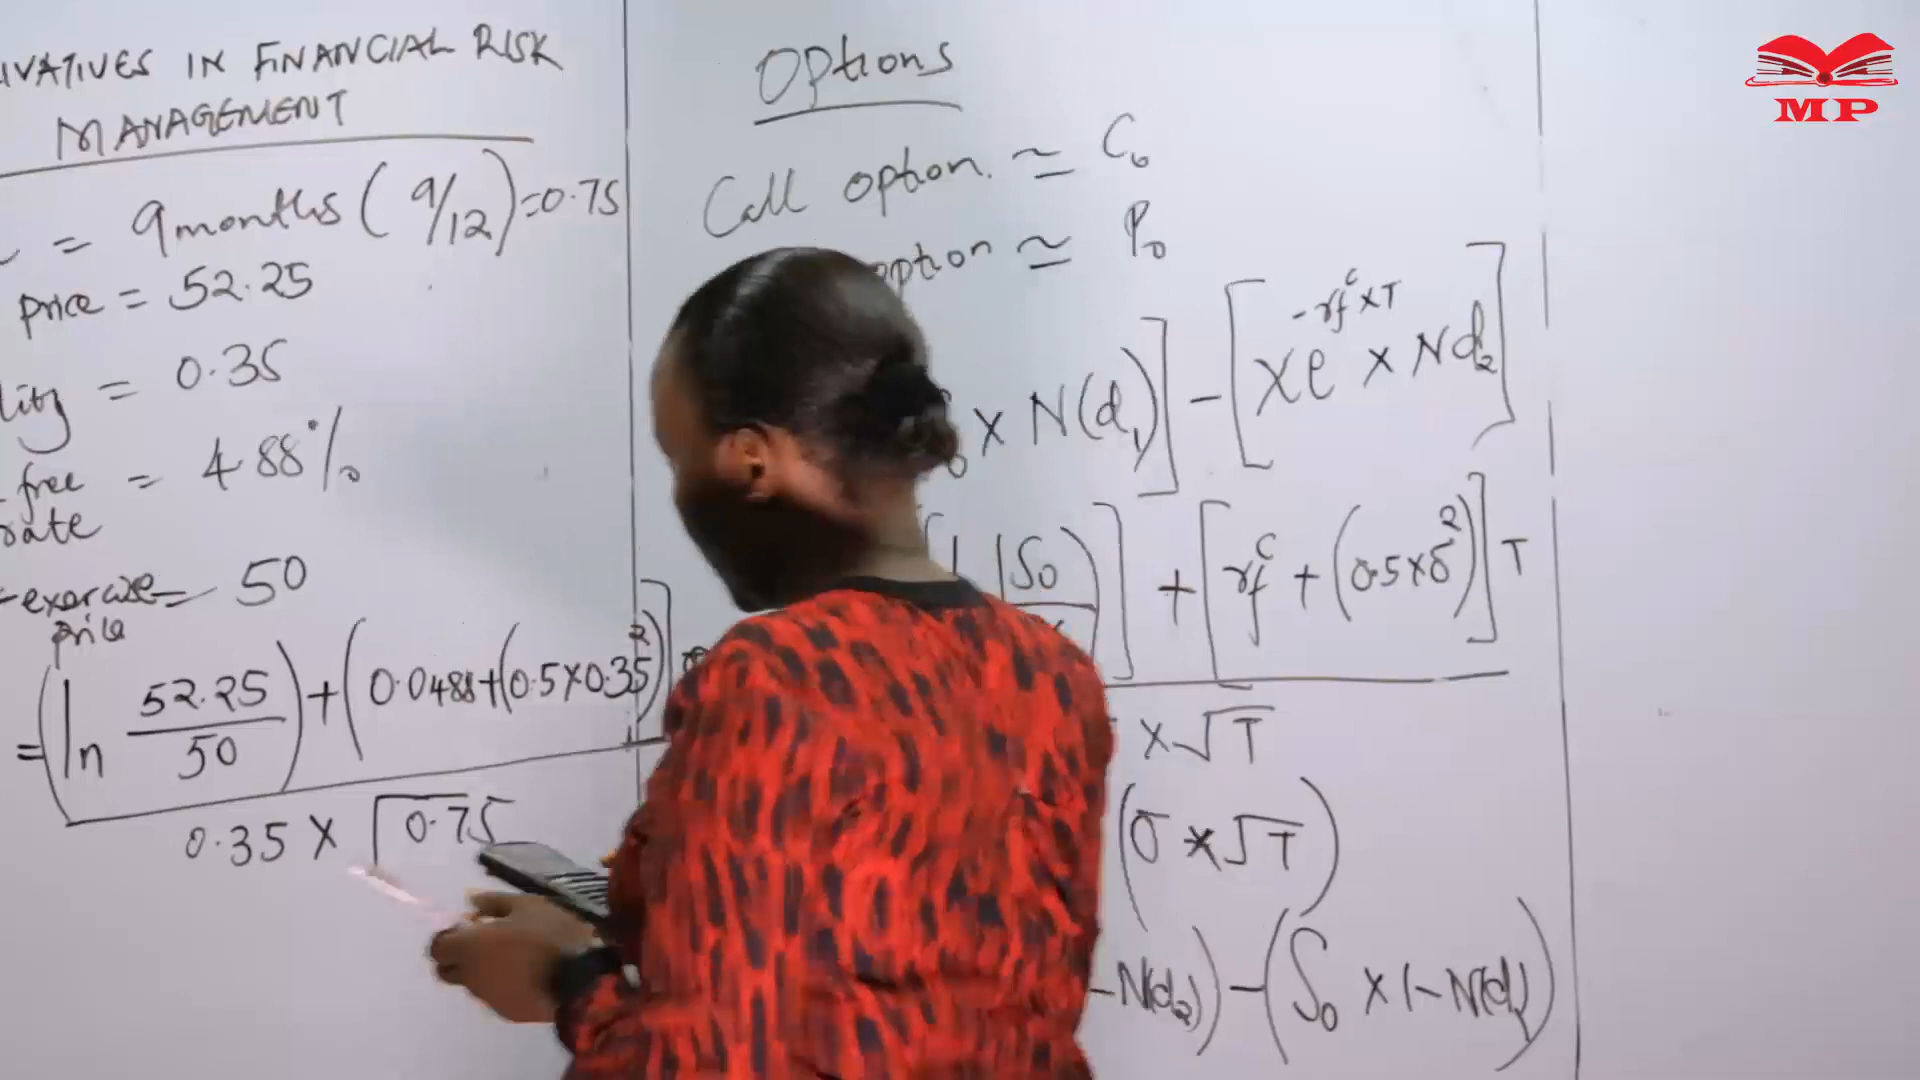 IVATIVES IN FINANCIAL RISK
MANAGEMENT
= 9months (9/12) = 0.75
price = 52.25
lity = 0.35
free = 4.88%
rate
exercise = 50
price
= (ln 52.25/50) + (0.0488+(0.5×0.35²)]
0.35 × √0.75
Options
Call option ≃ C₀
option ≃ P₀
× N(d₁)] - [Xe^(-rf^c×T) × Nd₂]
S₀ ] + [rf^c + (0.5×σ²)] T
× √T
(σ × √T)
-N(d₂)) - (S₀ × 1-N(d₁)
MP